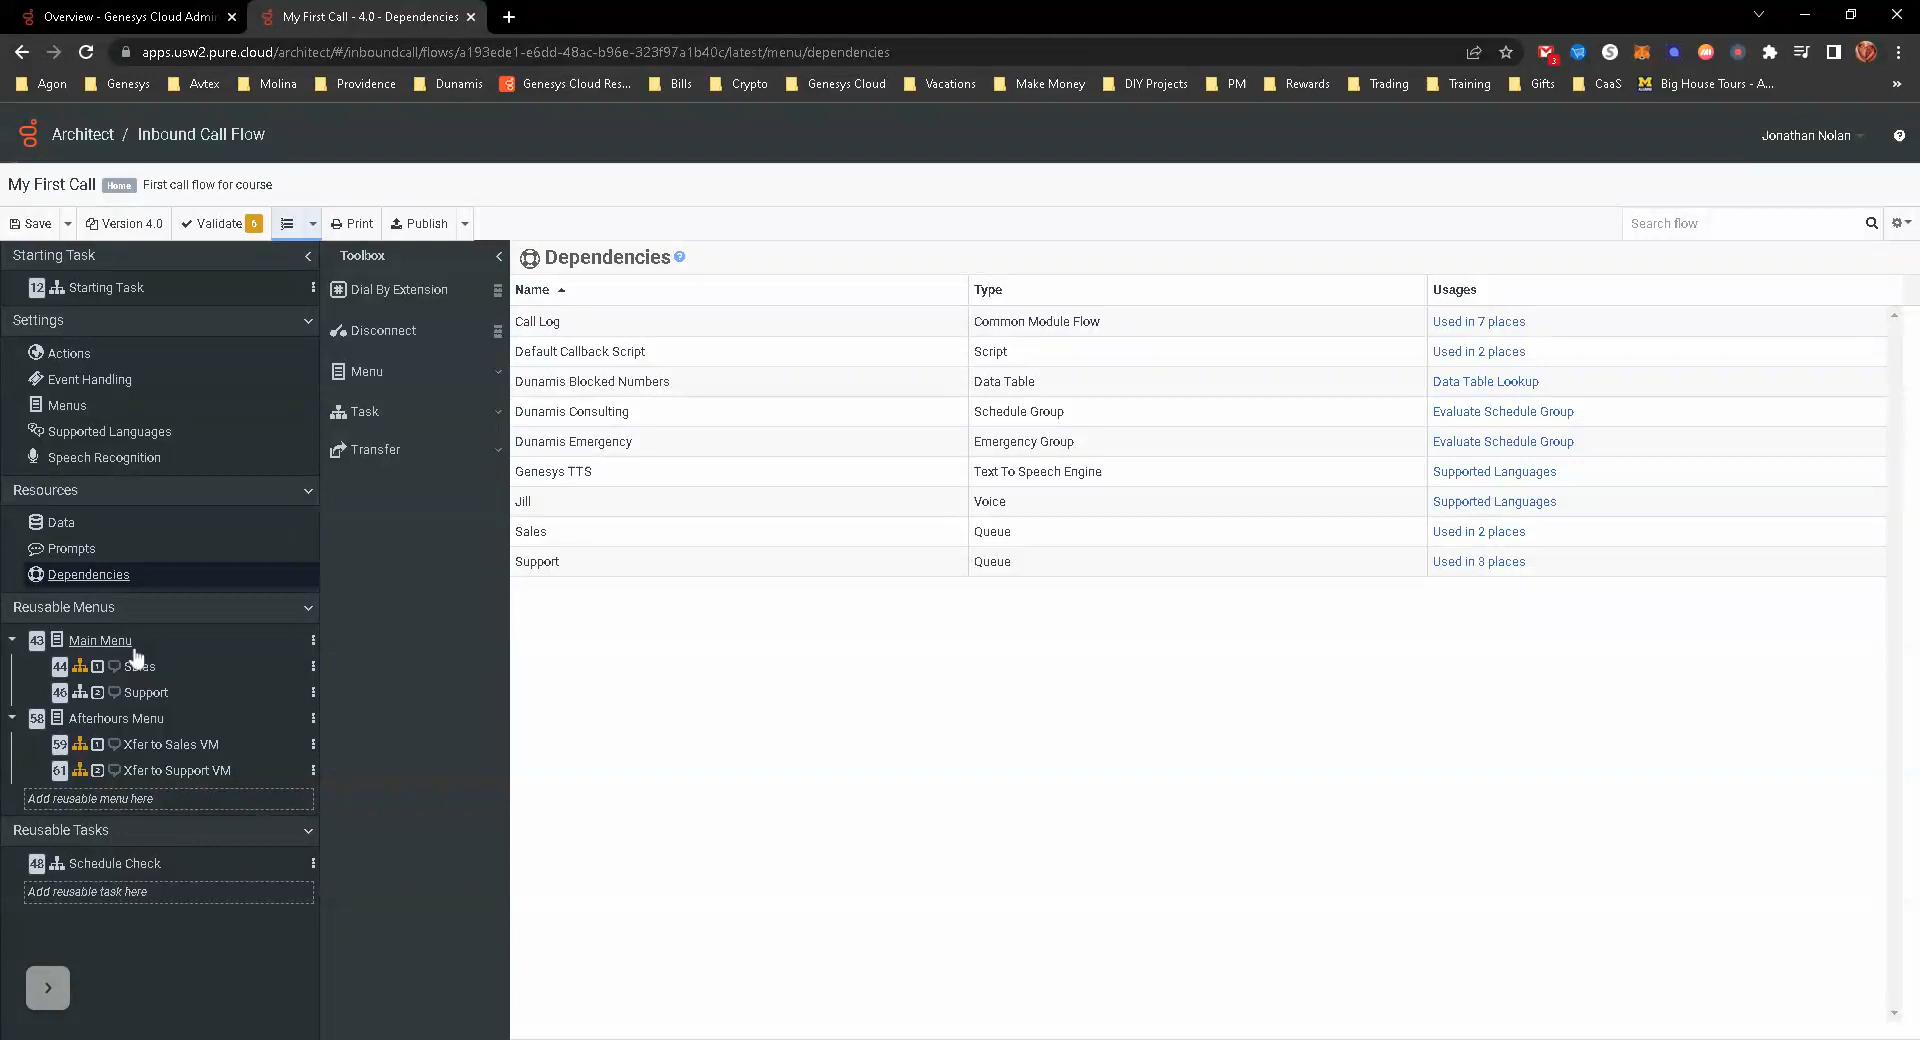 Overview - Genesys Cloud Admin
My First Call - 4.0 - Dependencies
apps.usw2.pure.cloud/architect/#/inboundcall/flows/a193ede1-e6dd-48ac-b96e-323f97a1b40c/latest/menu/dependencies
3
Agon
Genesys
Avtex
Molina
Providence
Dunamis
Genesys Cloud Res...
Bills
Crypto
Genesys Cloud
Vacations
Make Money
DIY Projects
PM
Rewards
Trading
Training
Gifts
CaaS
Big House Tours - A...
Architect / Inbound Call Flow
Jonathan Nolan
My First Call Home First call flow for course
Save
Version 4.0
Validate 6
Print
Publish
Search flow
Starting Task
12 Starting Task
Settings
Actions
Event Handling
Menus
Supported Languages
Speech Recognition
Resources
Data
Prompts
Dependencies
Reusable Menus
43 Main Menu
44 1 Sales
46 2 Support
58 Afterhours Menu
59 1 Xfer to Sales VM
61 2 Xfer to Support VM
Add reusable menu here
Reusable Tasks
48 Schedule Check
Add reusable task here
Toolbox
Dial By Extension
Disconnect
Menu
Task
Transfer
Dependencies
Name Type Usages
Call Log Common Module Flow Used in 7 places
Default Callback Script Script Used in 2 places
Dunamis Blocked Numbers Data Table Data Table Lookup
Dunamis Consulting Schedule Group Evaluate Schedule Group
Dunamis Emergency Emergency Group Evaluate Schedule Group
Genesys TTS Text To Speech Engine Supported Languages
Jill Voice Supported Languages
Sales Queue Used in 2 places
Support Queue Used in 3 places